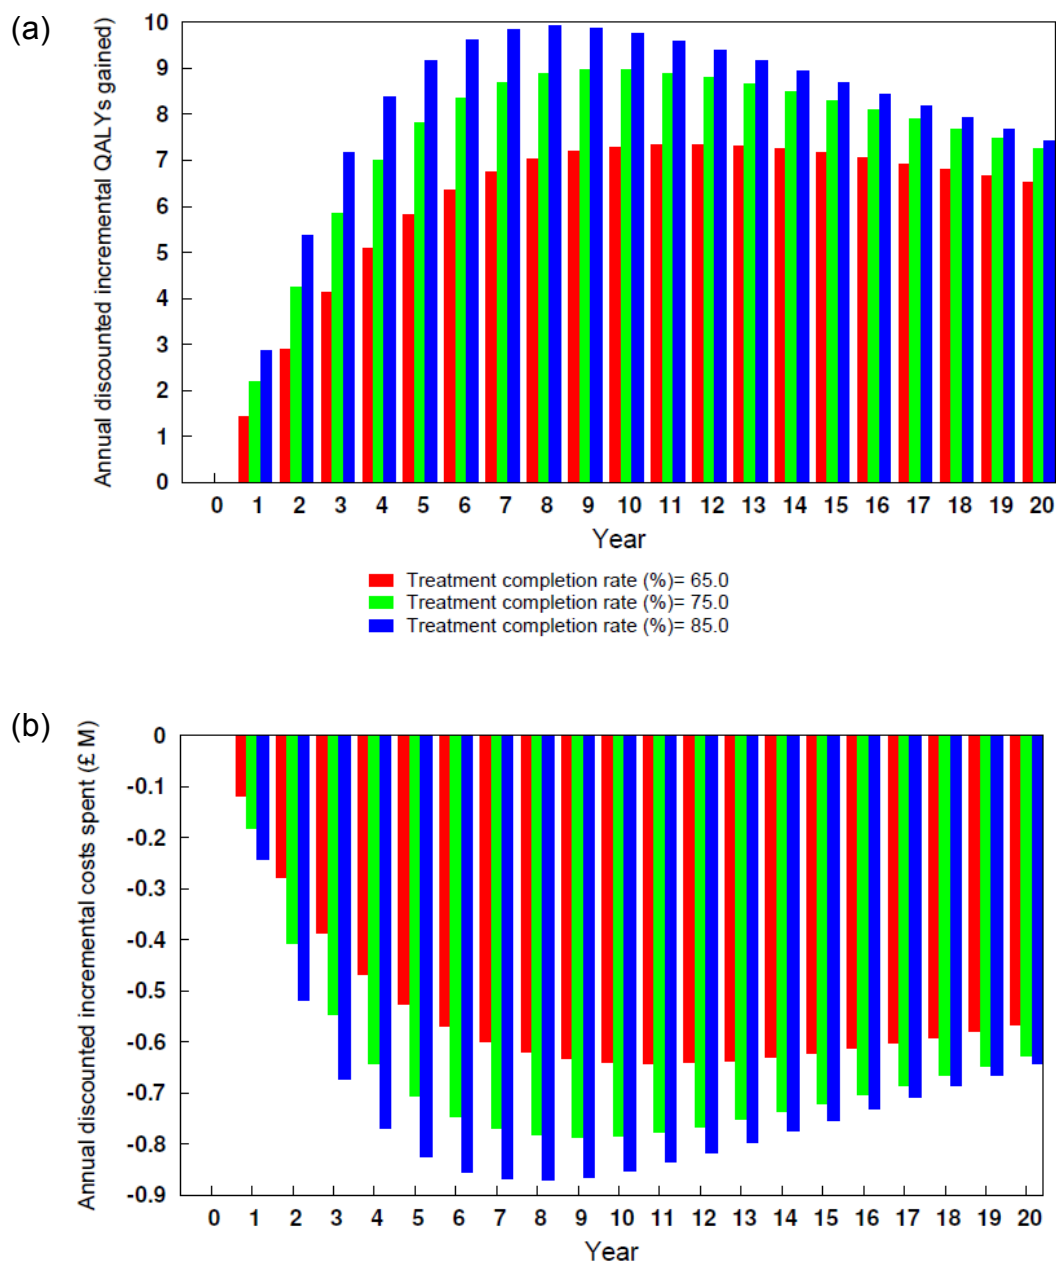 (a)
Annual discounted incremental QALYs gained)
10
9
8
7
6
5
4
3
2
1
0
0 1 2 3 4 5 6 7 8 9 10 11 12 13 14 15 16 17 18 19 20
Year
Treatment completion rate (%)= 65.0
Treatment completion rate (%)= 75.0
Treatment completion rate (%)= 85.0
(b)
Annual discounted incremental costs spent (£ M)
0
-0.1
-0.2
-0.3
-0.4
-0.5
-0.6
-0.7
-0.8
-0.9
0 1 2 3 4 5 6 7 8 9 10 11 12 13 14 15 16 17 18 19 20
Year